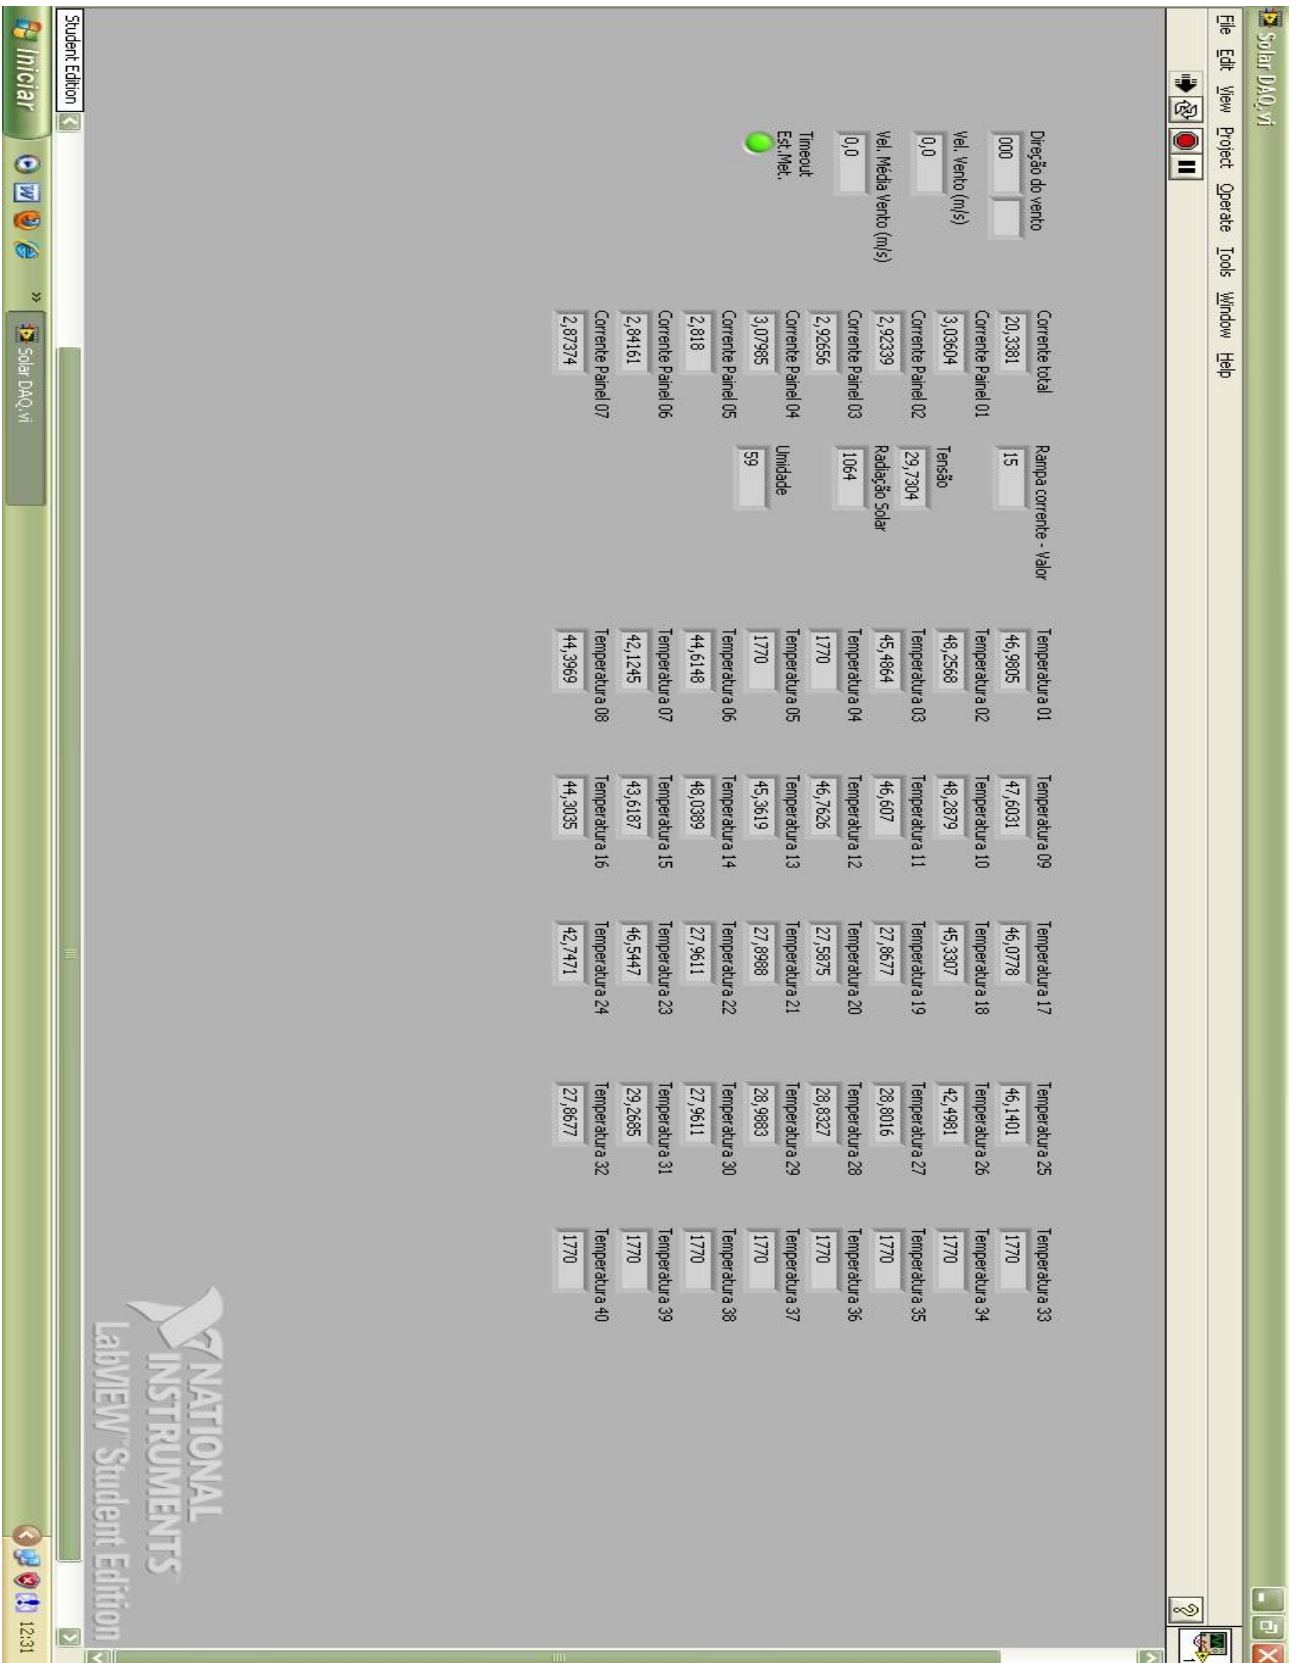 Solar DAQ.vi
File Edit View Project Operate Tools Window Help
Direção do vento
000
Vel. Vento (m/s)
0,0
Vel. Média Vento (m/s)
0,0
Timeout
Est.Met.
Corrente total
20,3381
Corrente Painel 01
3,03604
Corrente Painel 02
2,92339
Corrente Painel 03
2,92656
Corrente Painel 04
3,07985
Corrente Painel 05
2,818
Corrente Painel 06
2,84161
Corrente Painel 07
2,87374
Rampa corrente - Valor
15
Tensão
29,7304
Radiação Solar
1064
Umidade
59
Temperatura 01
46,9805
Temperatura 02
48,2568
Temperatura 03
45,4864
Temperatura 04
1770
Temperatura 05
1770
Temperatura 06
44,6148
Temperatura 07
42,1245
Temperatura 08
44,3969
Temperatura 09
47,6031
Temperatura 10
48,2879
Temperatura 11
46,607
Temperatura 12
46,7626
Temperatura 13
45,3619
Temperatura 14
48,0389
Temperatura 15
43,6187
Temperatura 16
44,3035
Temperatura 17
46,0778
Temperatura 18
45,3307
Temperatura 19
27,8677
Temperatura 20
27,5875
Temperatura 21
27,8988
Temperatura 22
27,9611
Temperatura 23
46,5447
Temperatura 24
42,7471
Temperatura 25
46,1401
Temperatura 26
42,4981
Temperatura 27
28,8016
Temperatura 28
28,8327
Temperatura 29
28,9883
Temperatura 30
27,9611
Temperatura 31
29,2685
Temperatura 32
27,8677
Temperatura 33
1770
Temperatura 34
1770
Temperatura 35
1770
Temperatura 36
1770
Temperatura 37
1770
Temperatura 38
1770
Temperatura 39
1770
Temperatura 40
1770
NATIONAL
INSTRUMENTS
LabVIEW™ Student Edition
Student Edition
Iniciar
Solar DAQ.vi
12:31